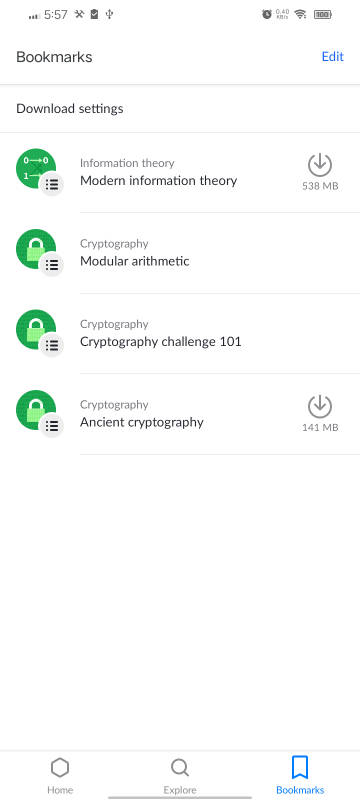 5:57
0.40
KB/s
100
Bookmarks
Edit
Download settings
0→0
1
Information theory
Modern information theory
538 MB
Cryptography
Modular arithmetic
Cryptography
Cryptography challenge 101
Cryptography
Ancient cryptography
141 MB
Home
Explore
Bookmarks